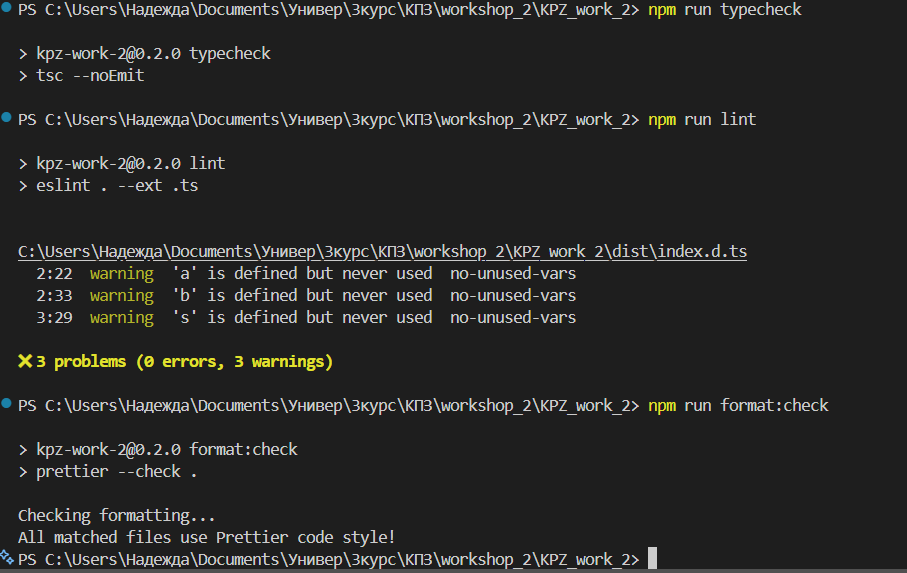 PS C:\Users\Надежда\Documents\Универ\3курс\КПЗ\workshop_2\KPZ_work_2> npm run typecheck
> kpz-work-2@0.2.0 typecheck
> tsc --noEmit
PS C:\Users\Надежда\Documents\Универ\3курс\КПЗ\workshop_2\KPZ_work_2> npm run lint
> kpz-work-2@0.2.0 lint
> eslint . --ext .ts
C:\Users\Надежда\Documents\Универ\3курс\КПЗ\workshop_2\KPZ_work_2\dist\index.d.ts
2:22 warning 'a' is defined but never used no-unused-vars
2:33 warning 'b' is defined but never used no-unused-vars
3:29 warning 's' is defined but never used no-unused-vars
✖ 3 problems (0 errors, 3 warnings)
PS C:\Users\Надежда\Documents\Универ\3курс\КПЗ\workshop_2\KPZ_work_2> npm run format:check
> kpz-work-2@0.2.0 format:check
> prettier --check .
Checking formatting...
All matched files use Prettier code style!
PS C:\Users\Надежда\Documents\Универ\3курс\КПЗ\workshop_2\KPZ_work_2>